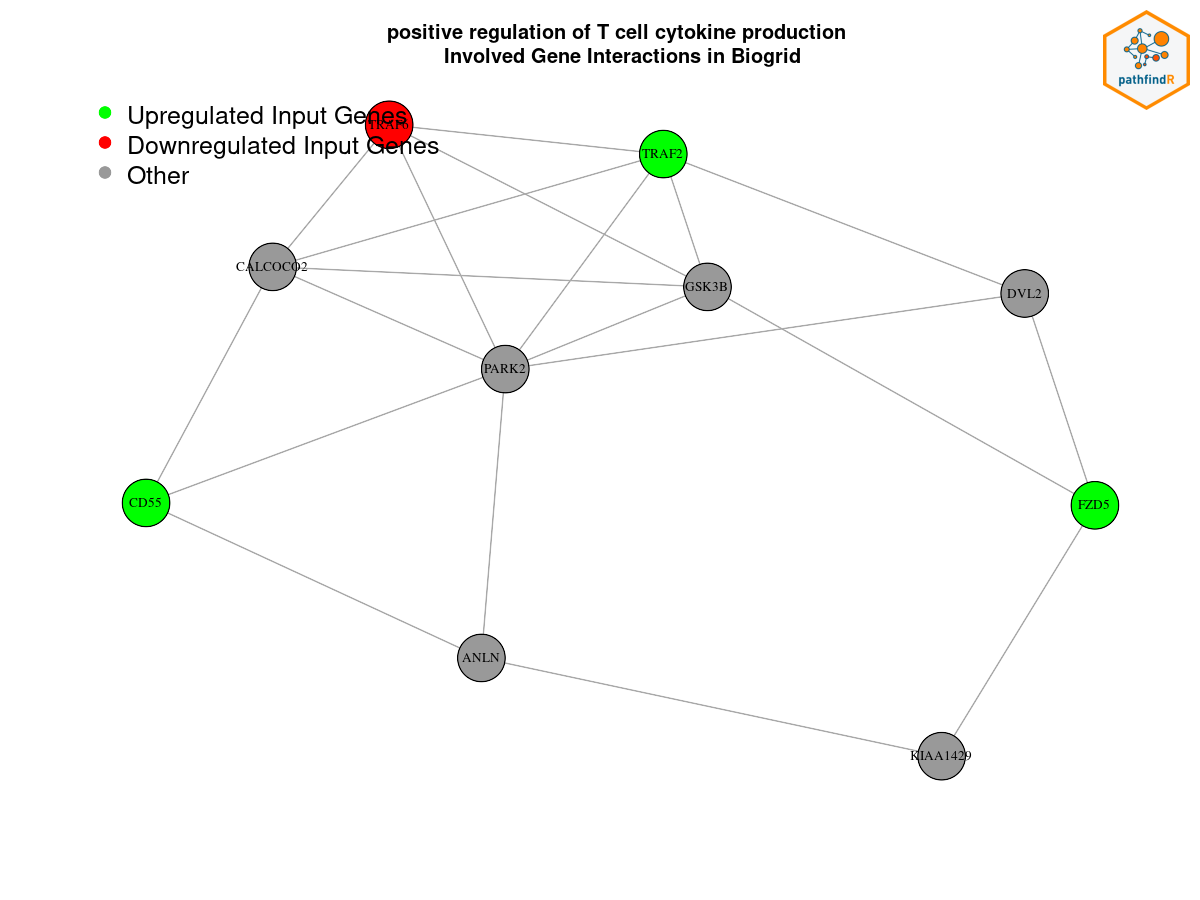 positive regulation of T cell cytokine production
Involved Gene Interactions in Biogrid
pathfindR
Upregulated Input Genes
TRAF6
Downregulated Input Genes
Other
TRAF2
CALCOCO2
GSK3B
DVL2
PARK2
CD55
FZD5
ANLN
KIAA1429